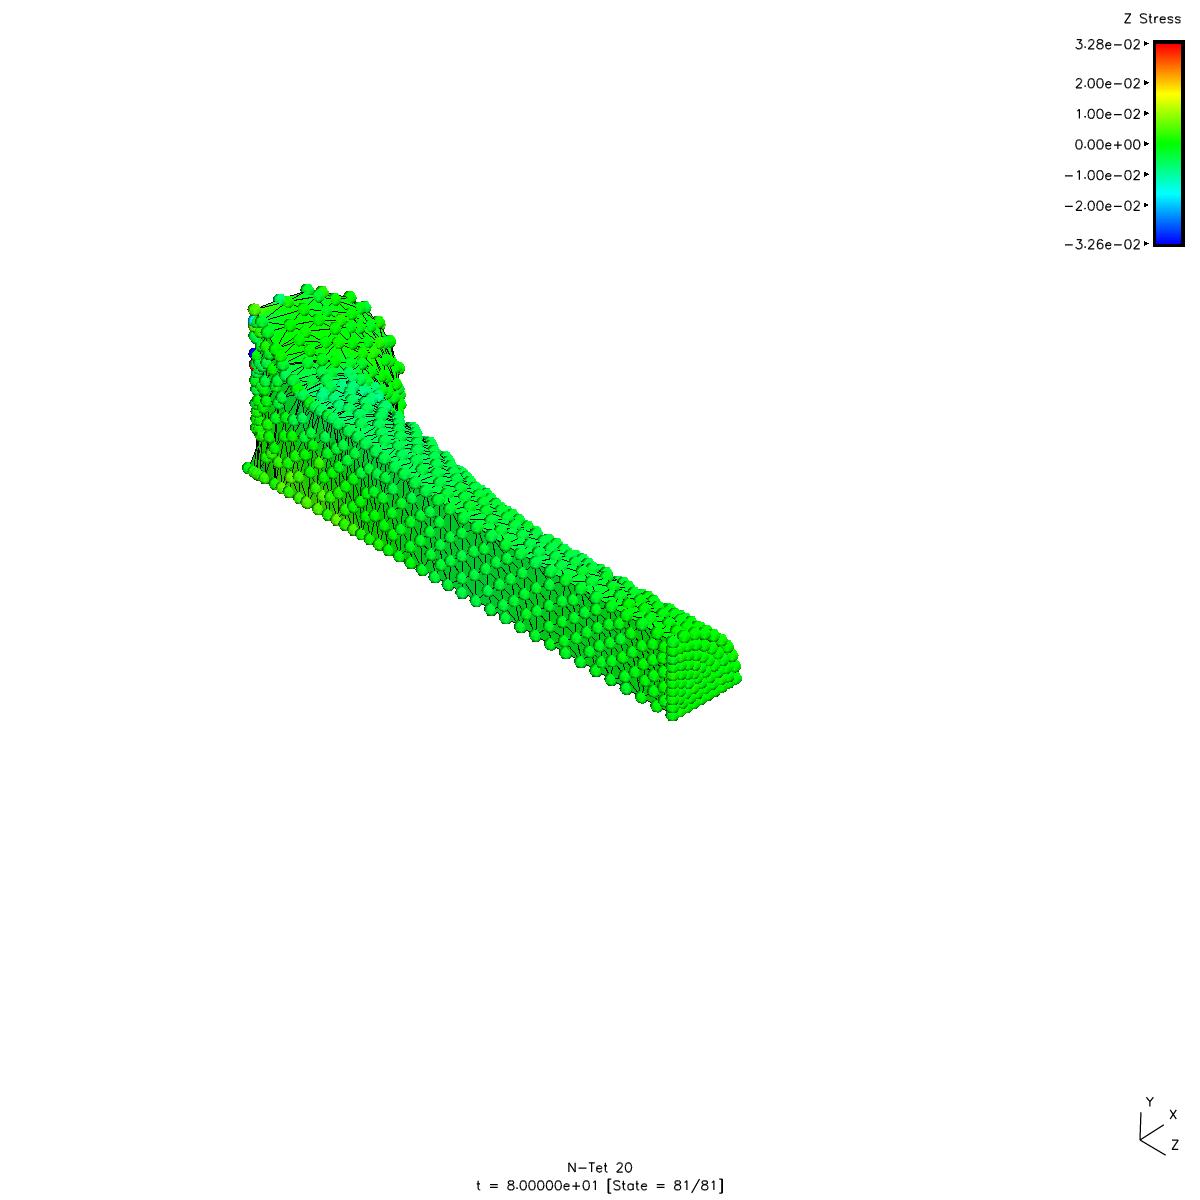 Z Stress
3.28e-02
2.00e-02
1.00e-02
0.00e+00
-1.00e-02
-2.00e-02
-3.26e-02
Y
X
Z
N-Tet 20
t = 8.00000e+01 [State = 81/81]